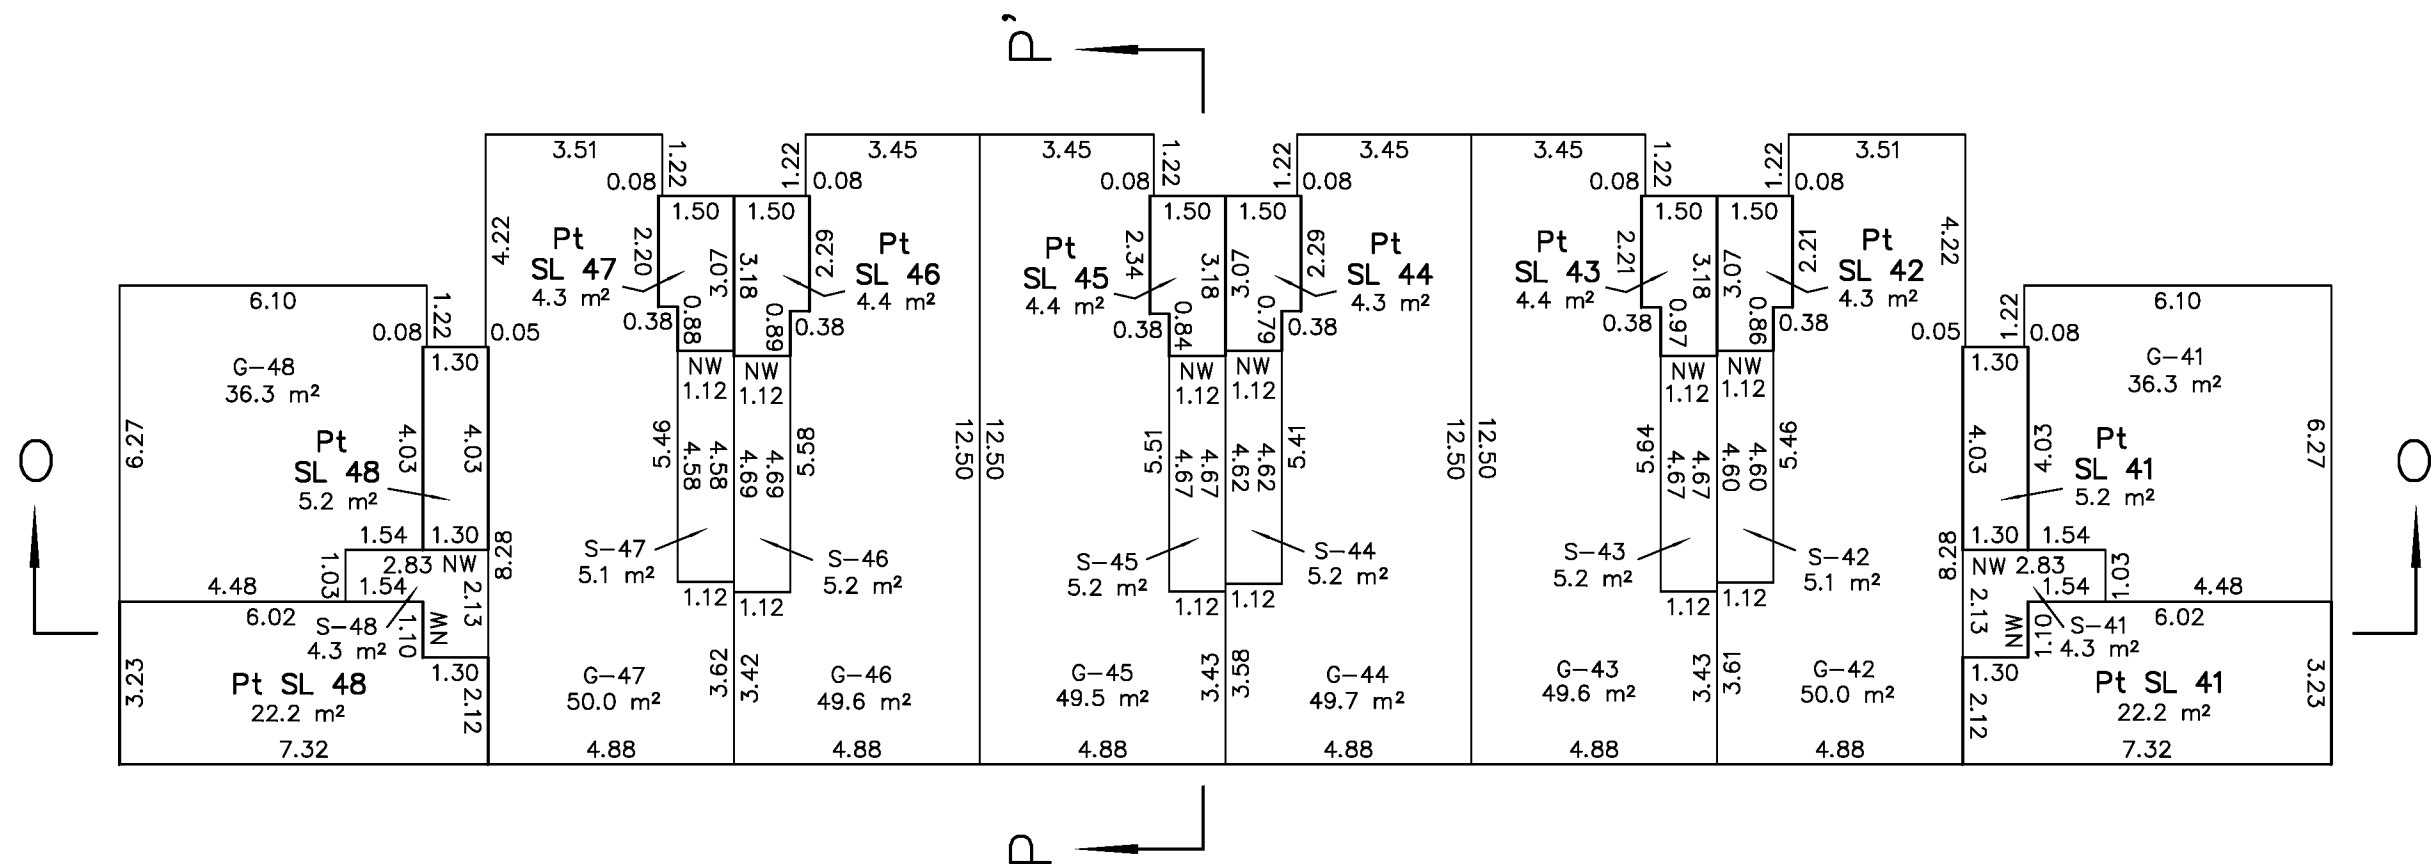 P'
3.51
1.22
1.22
3.45
3.45
1.22
1.22
3.45
3.45
1.22
1.22
3.51
0.08
0.08
0.08
0.08
0.08
0.08
1.50
1.50
1.50
1.50
1.50
1.50
4.22
Pt
SL 47
4.3 m²
2.20
3.07
3.18
2.29
Pt
SL 46
4.4 m²
Pt
SL 45
4.4 m²
2.34
3.18
3.07
2.29
Pt
SL 44
4.3 m²
Pt
SL 43
4.4 m²
2.21
3.18
3.07
2.21
Pt
SL 42
4.3 m²
4.22
6.10
1.22
0.08
0.05
0.38
0.88
0.89
0.38
0.38
0.84
0.79
0.38
0.38
0.97
0.86
0.38
0.05
1.22
0.08
6.10
G-48
36.3 m²
1.30
NW
1.12
NW
1.12
NW
1.12
NW
1.12
NW
1.12
NW
1.12
1.30
G-41
36.3 m²
O
6.27
Pt
SL 48
5.2 m²
4.03
4.03
5.46
4.58
4.58
4.69
4.69
5.58
12.50
12.50
5.51
4.67
4.67
4.62
4.62
5.41
12.50
12.50
5.64
4.67
4.67
4.60
4.60
5.46
4.03
4.03
Pt
SL 41
5.2 m²
6.27
O
1.54
1.30
8.28
S-47
5.1 m²
S-46
5.2 m²
S-45
5.2 m²
S-44
5.2 m²
S-43
5.2 m²
S-42
5.1 m²
8.28
1.30
1.54
1.03
2.83 NW
4.48
1.54
2.13
1.12
1.12
1.12
1.12
1.12
1.12
NW 2.83
1.54
1.03
4.48
2.13
6.02
S-48
4.3 m²
1.10
NW
NW
1.10
S-41
4.3 m²
6.02
3.23
Pt SL 48
22.2 m²
1.30
2.12
G-47
50.0 m²
3.62
3.42
G-46
49.6 m²
G-45
49.5 m²
3.43
3.58
G-44
49.7 m²
G-43
49.6 m²
3.43
3.61
G-42
50.0 m²
1.30
2.12
Pt SL 41
22.2 m²
3.23
7.32
4.88
4.88
4.88
4.88
4.88
4.88
7.32
P